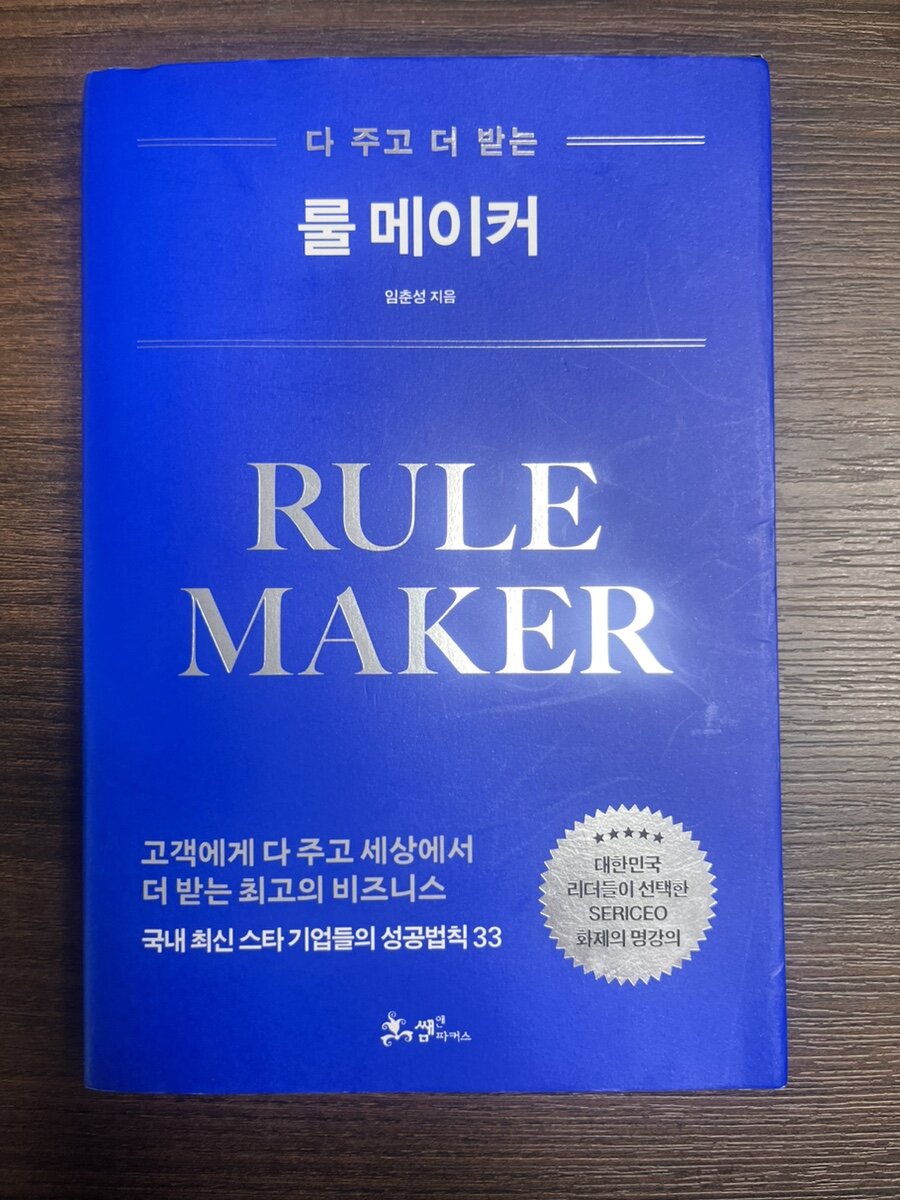 다 주고 더 받는
룰 메이커
임춘성 지음
RULE
MAKER
고객에게 다 주고 세상에서
더 받는 최고의 비즈니스
국내 최신 스타 기업들의 성공법칙 33
대한민국
리더들이 선택한
SERICEO
화제의 명강의
쌤앤파커스